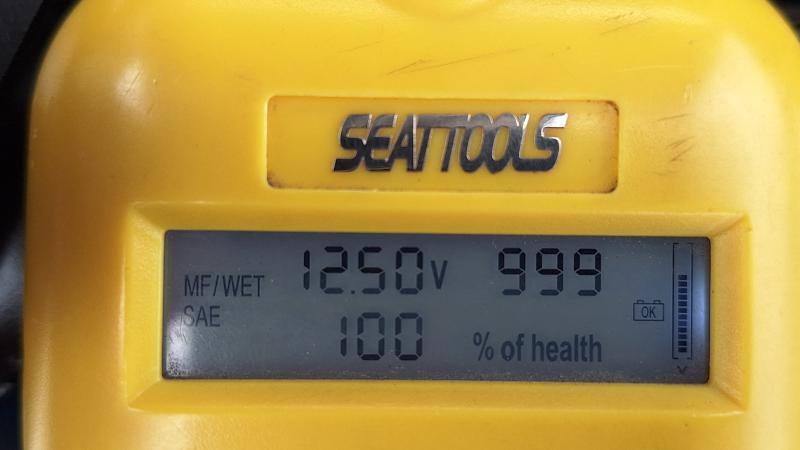 SEATTOOLS
MF/WET 12.50V 999
SAE 100 % of health
OK